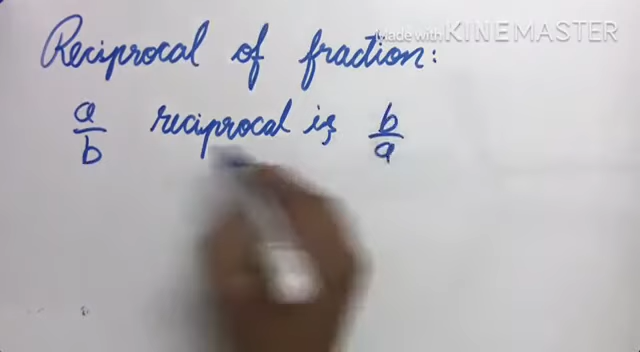 Made with KINEMASTER
Reciprocal of fraction:
a/b reciprocal is b/a